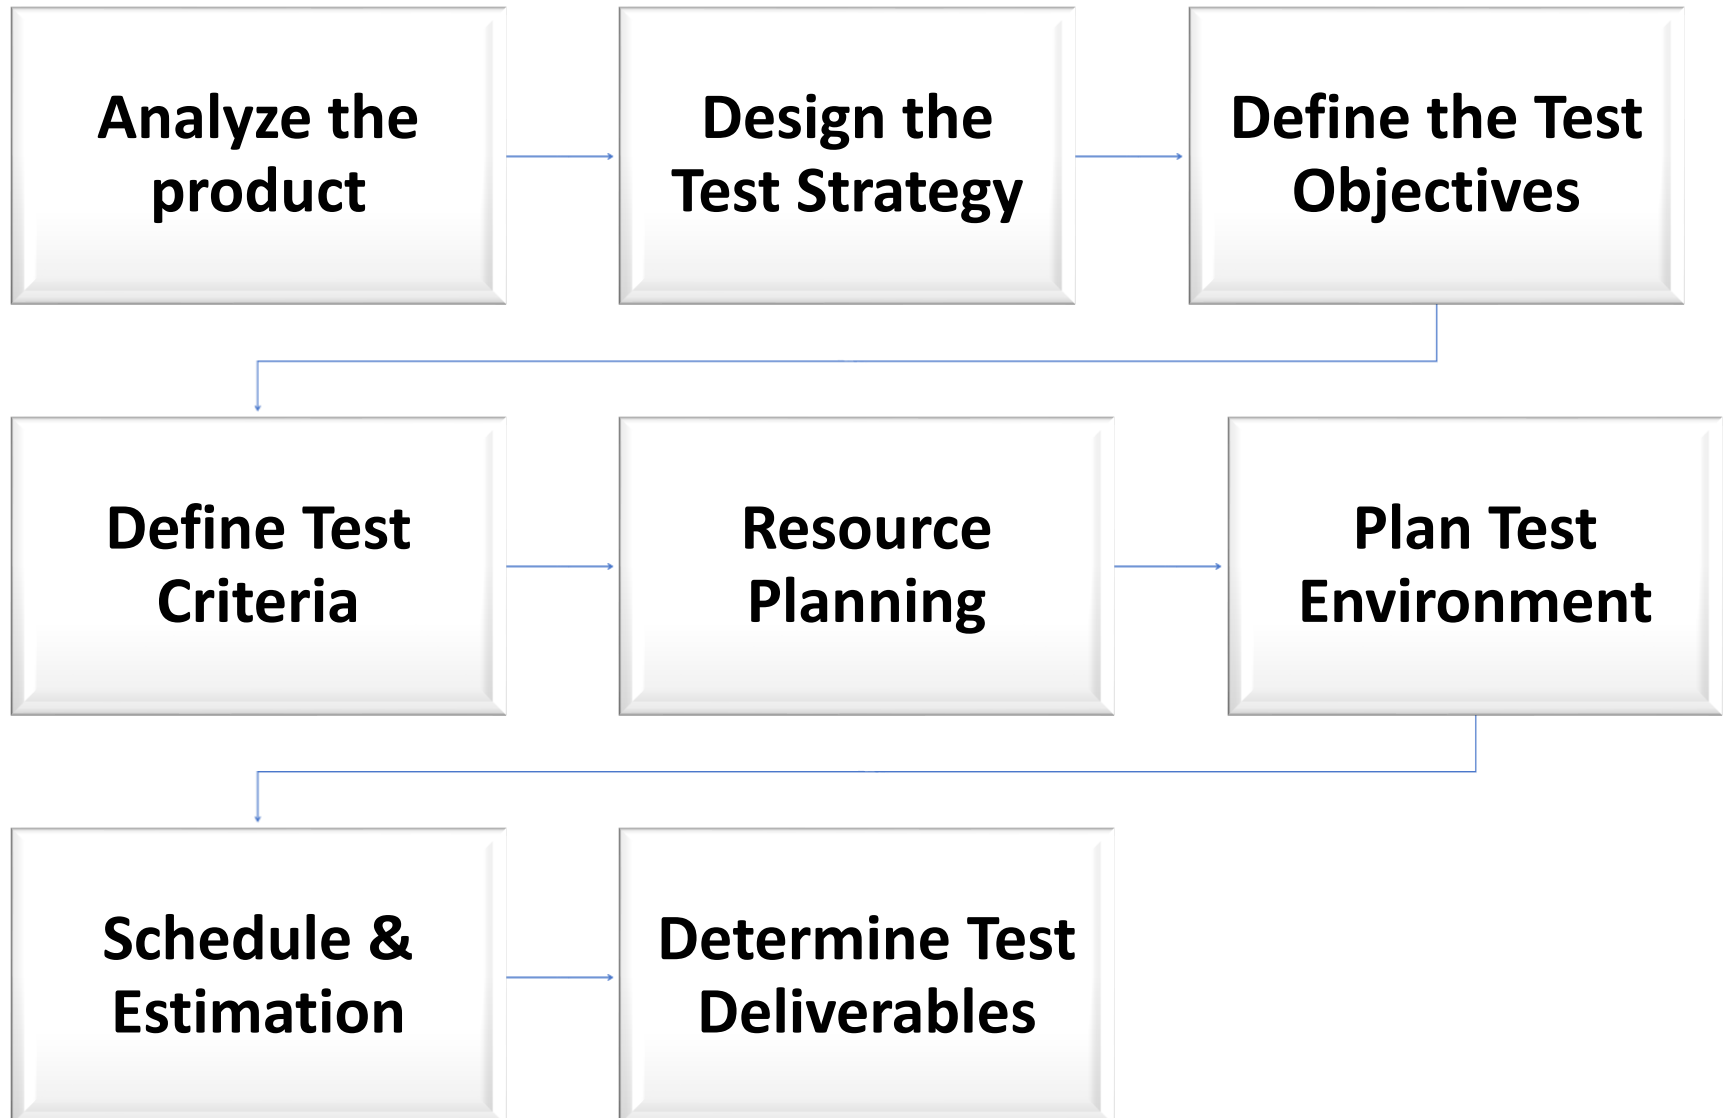 Analyze the
product
Design the
Test Strategy
Define the Test
Objectives
Define Test
Criteria
Resource
Planning
Plan Test
Environment
Schedule &
Estimation
Determine Test
Deliverables